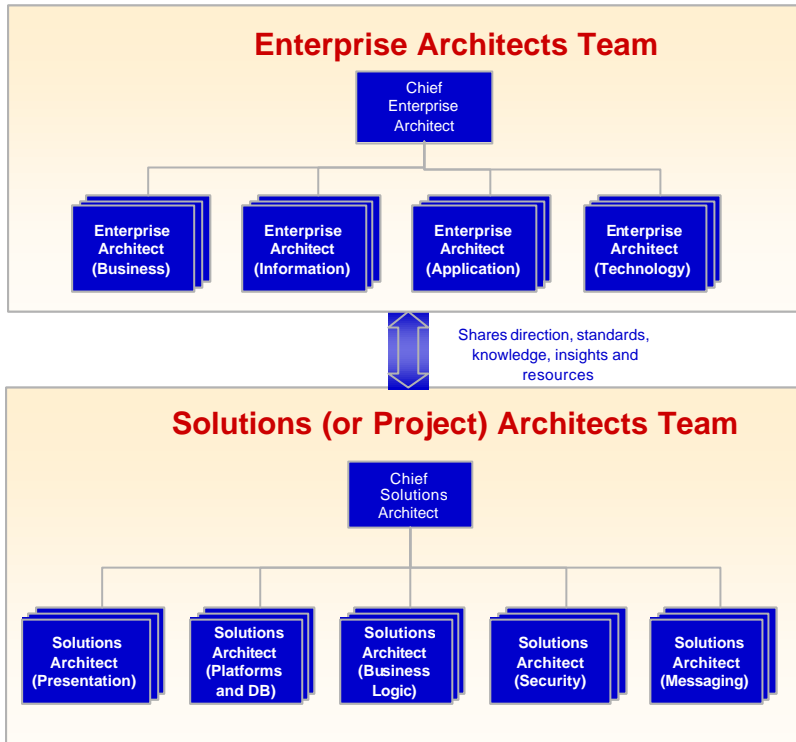 Enterprise Architects Team
Chief
Enterprise
Architect
Enterprise
Architect
(Business)
Enterprise
Architect
(Information)
Enterprise
Architect
(Application)
Enterprise
Architect
(Technology)
Shares direction, standards,
knowledge, insights and
resources
Solutions (or Project) Architects Team
Chief
Solutions
Architect
Solutions
Architect
(Presentation)
Solutions
Architect
(Platforms
and DB)
Solutions
Architect
(Business
Logic)
Solutions
Architect
(Security)
Solutions
Architect
(Messaging)